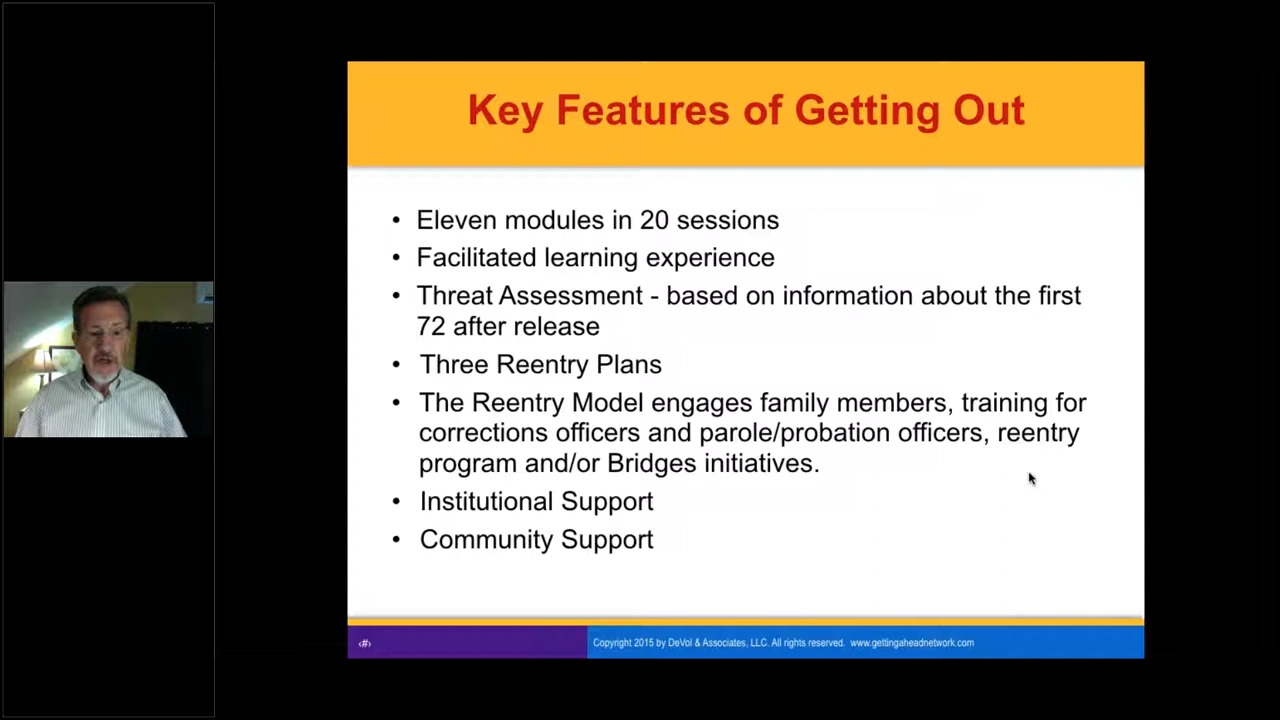 Key Features of Getting Out
• Eleven modules in 20 sessions
• Facilitated learning experience
• Threat Assessment - based on information about the first
72 after release
• Three Reentry Plans
• The Reentry Model engages family members, training for
corrections officers and parole/probation officers, reentry
program and/or Bridges initiatives.
• Institutional Support
• Community Support
‹#› Copyright 2015 by DeVol & Associates, LLC. All rights reserved. www.gettingaheadnetwork.com